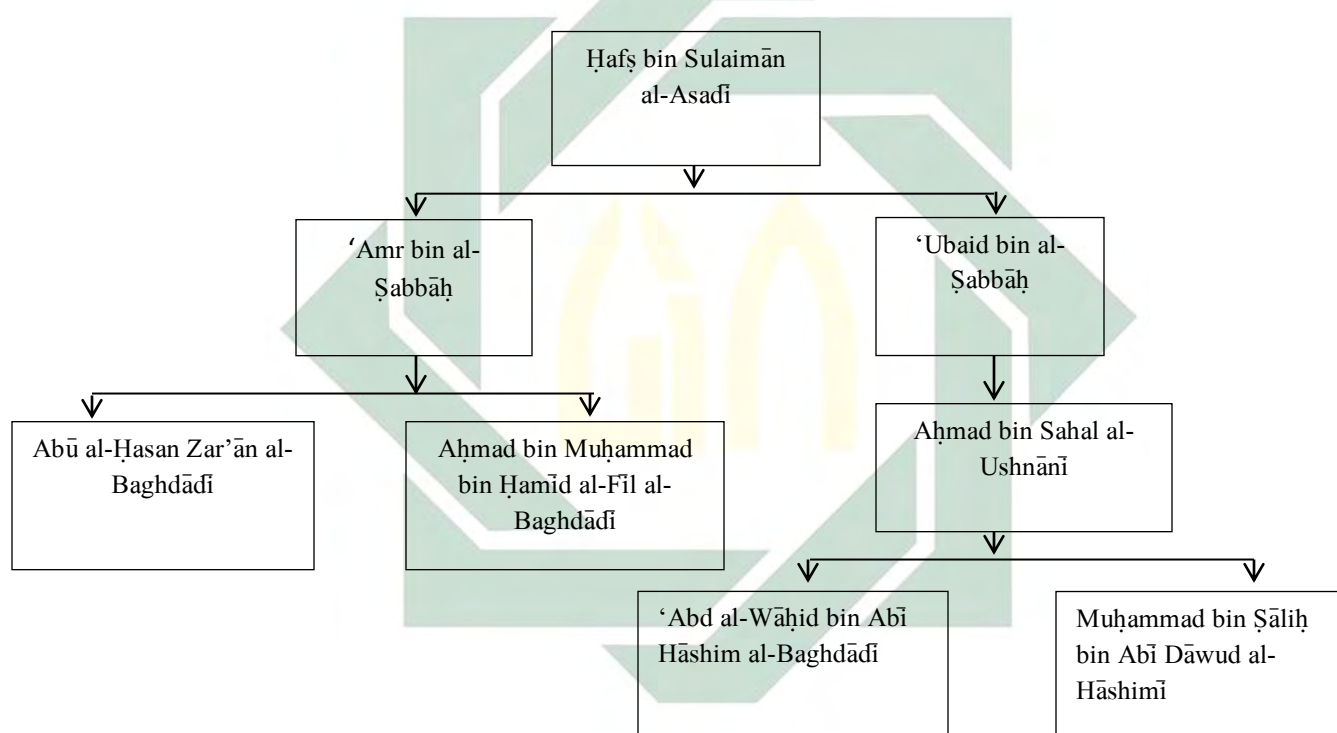 Ḥafṣ bin Sulaimān
al-Asadī
‘Amr bin al-
Ṣabbāḥ
‘Ubaid bin al-
Ṣabbāḥ
Abū al-Ḥasan Zar’ān al-
Baghdādī
Aḥmad bin Muḥammad
bin Ḥamīd al-Fīl al-
Baghdādī
Aḥmad bin Sahal al-
Ushnānī
‘Abd al-Wāḥid bin Abī
Hāshim al-Baghdādī
Muḥammad bin Ṣāliḥ
bin Abī Dāwud al-
Hāshimī